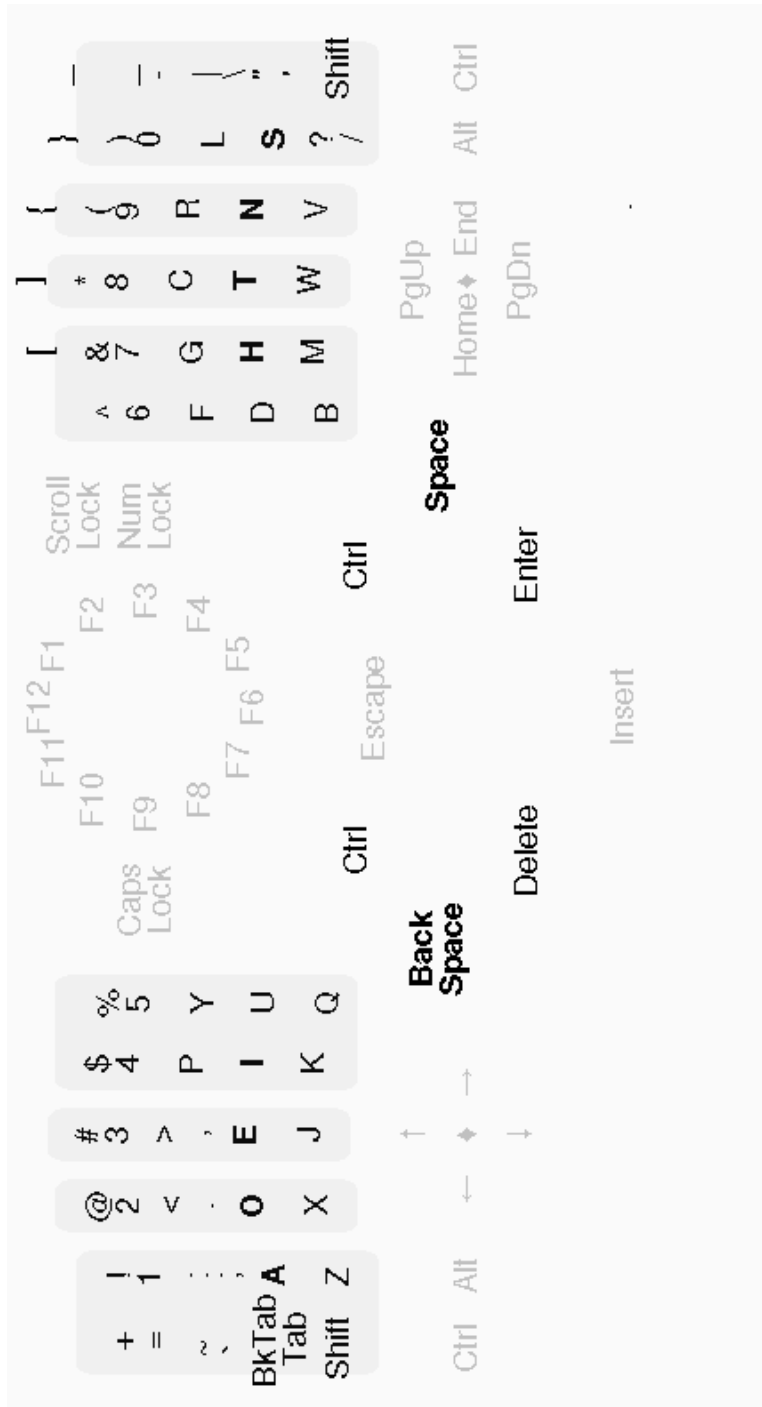 F11 F12 F1 Scroll [ ] { } _
@ # $ % F10 F2 Lock ^ & * ( ) _
+ ! 2 3 4 5 Caps F9 F3 Num 6 7 8 9 0 -
= 1 < > Lock Lock
~ : . , P Y F8 F4 F G C R L |
` ; \
BkTab A O E I U F7 F6 F5 D H T N S "
Tab '
Shift Z X J K Q Ctrl Escape Ctrl B M W V ? Shift
/
↑ Back Space PgUp
Ctrl Alt ← ♦ → Space Home ♦ End Alt Ctrl
↓ Delete Enter PgDn
Insert